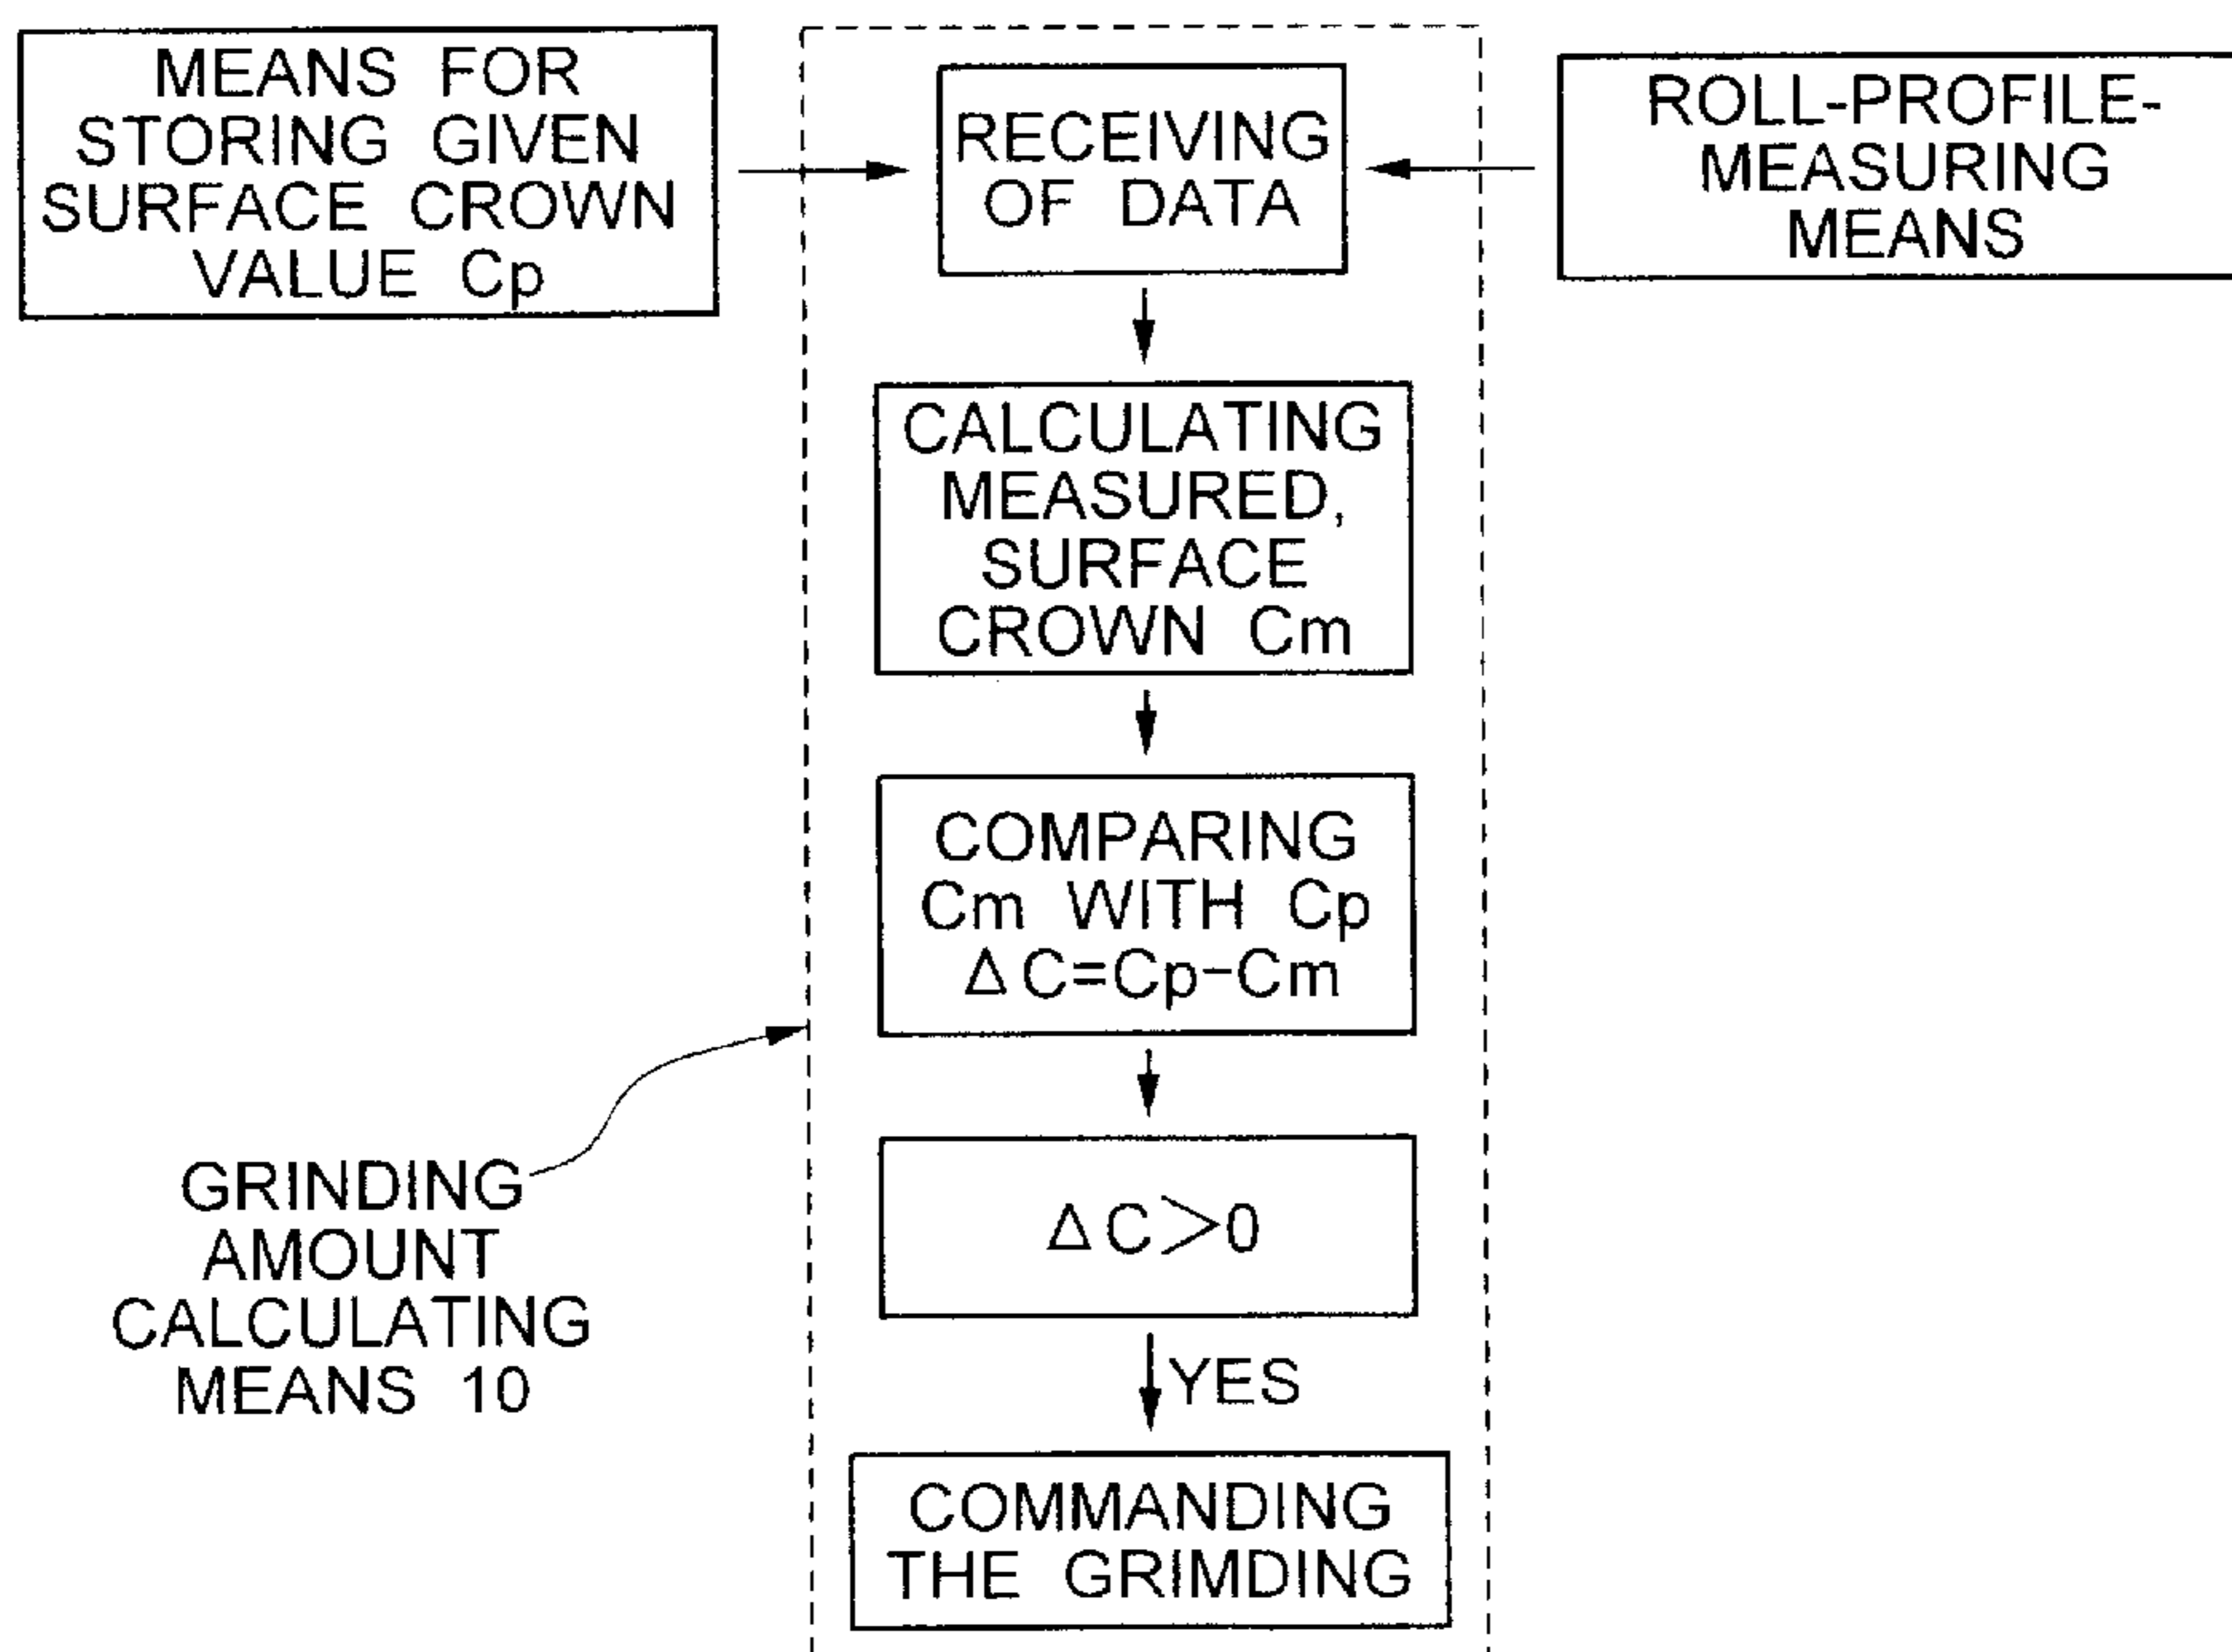 MEANS FOR
STORING GIVEN
SURFACE CROWN
VALUE Cp
RECEIVING
OF DATA
ROLL-PROFILE-
MEASURING
MEANS
CALCULATING
MEASURED,
SURFACE
CROWN Cm
COMPARING
Cm WITH Cp
ΔC=Cp-Cm
GRINDING
AMOUNT
CALCULATING
MEANS 10
ΔC>0
YES
COMMANDING
THE GRIMDING